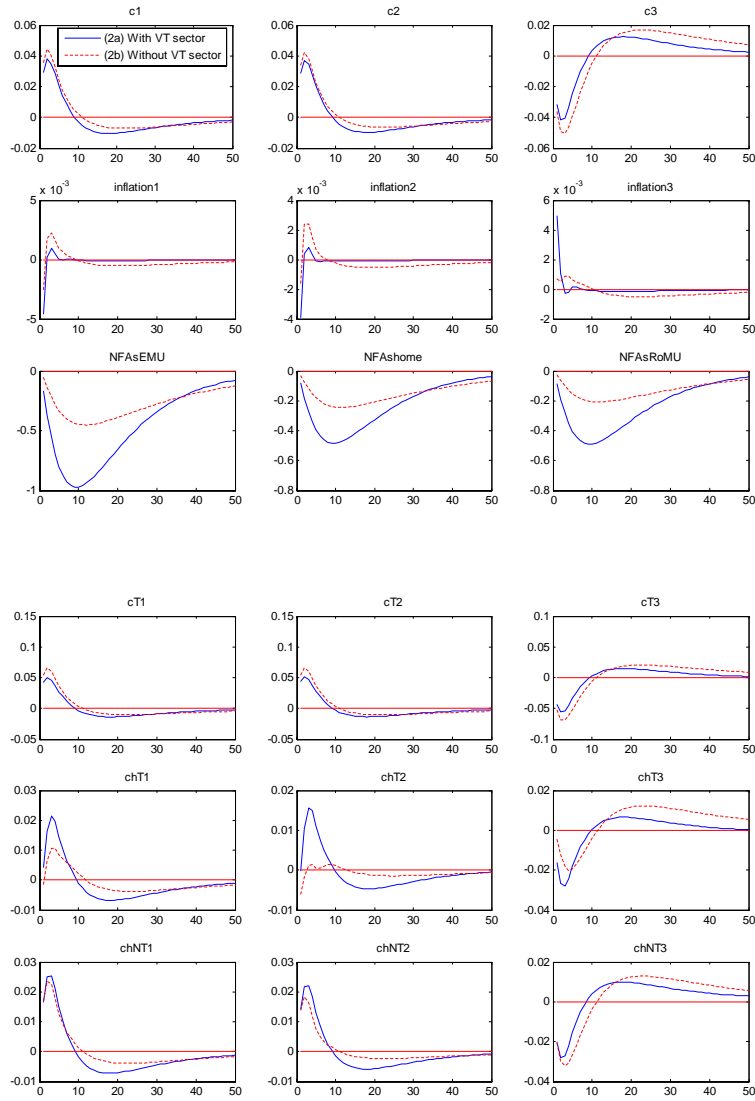 c1
c2
c3
0.06
0.04
0.02
0
-0.02
(2a) With VT sector
(2b) Without VT sector
0 10 20 30 40 50
0.06
0.04
0.02
0
-0.02
0 10 20 30 40 50
0.02
0
-0.02
-0.04
-0.06
0 10 20 30 40 50
inflation1
inflation2
inflation3
x 10-3
5
0
-5
0 10 20 30 40 50
x 10-3
4
2
0
-2
-4
0 10 20 30 40 50
x 10-3
6
4
2
0
-2
0 10 20 30 40 50
NFAsEMU
NFAshome
NFAsRoMU
0
-0.5
-1
0 10 20 30 40 50
0
-0.2
-0.4
-0.6
-0.8
0 10 20 30 40 50
0
-0.2
-0.4
-0.6
-0.8
0 10 20 30 40 50
cT1
cT2
cT3
0.15
0.1
0.05
0
-0.05
0 10 20 30 40 50
0.15
0.1
0.05
0
-0.05
0 10 20 30 40 50
0.1
0.05
0
-0.05
-0.1
0 10 20 30 40 50
chT1
chT2
chT3
0.03
0.02
0.01
0
-0.01
0 10 20 30 40 50
0.02
0.01
0
-0.01
0 10 20 30 40 50
0.02
0
-0.02
-0.04
0 10 20 30 40 50
chNT1
chNT2
chNT3
0.03
0.02
0.01
0
-0.01
0 10 20 30 40 50
0.03
0.02
0.01
0
-0.01
0 10 20 30 40 50
0.02
0
-0.02
-0.04
0 10 20 30 40 50